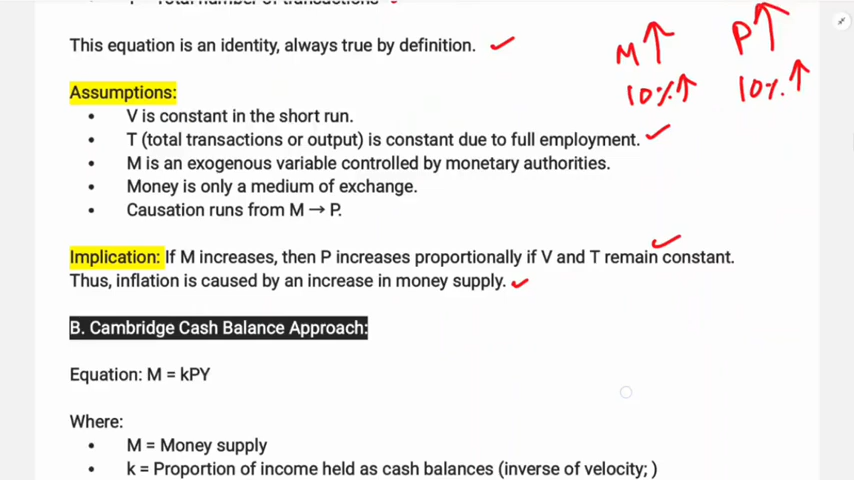 T = Total number of transactions
This equation is an identity, always true by definition.
M↑ P↑
10%↑ 10%↑
Assumptions:
• V is constant in the short run.
• T (total transactions or output) is constant due to full employment.
• M is an exogenous variable controlled by monetary authorities.
• Money is only a medium of exchange.
• Causation runs from M → P.
Implication: If M increases, then P increases proportionally if V and T remain constant.
Thus, inflation is caused by an increase in money supply.
B. Cambridge Cash Balance Approach:
Equation: M = kPY
Where:
• M = Money supply
• k = Proportion of income held as cash balances (inverse of velocity; )